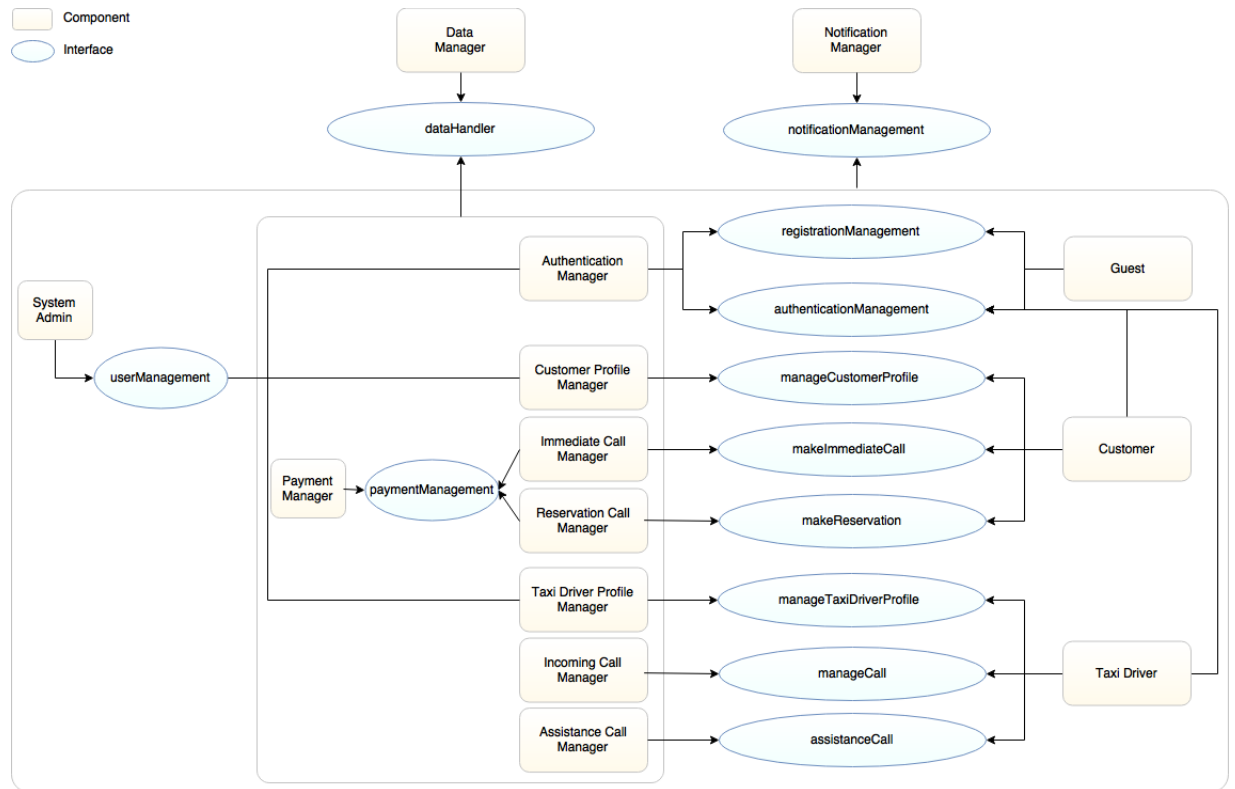 Component
Interface
Data
Manager
Notification
Manager
dataHandler
notificationManagement
registrationManagement
Authentication
Manager
Guest
System
Admin
authenticationManagement
userManagement
Customer Profile
Manager
manageCustomerProfile
Immediate Call
Manager
makeImmediateCall
Customer
Payment
Manager
paymentManagement
Reservation Call
Manager
makeReservation
Taxi Driver Profile
Manager
manageTaxiDriverProfile
Incoming Call
Manager
manageCall
Taxi Driver
Assistance Call
Manager
assistanceCall